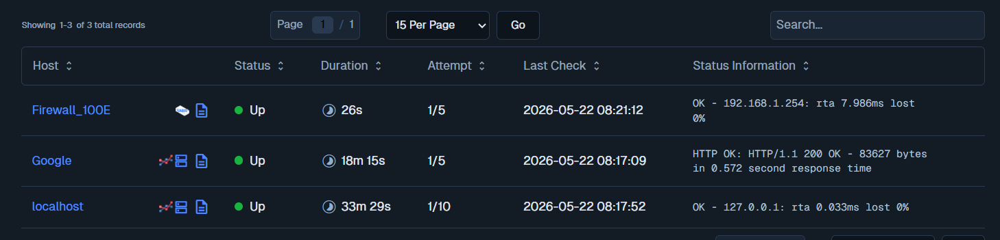 Showing 1-3 of 3 total records
Page 1 / 1
15 Per Page
Go
Search...
Host Status Duration Attempt Last Check Status Information
Firewall_100E SNMP Up 26s 1/5 2026-05-22 08:21:12 OK - 192.168.1.254: rta 7.986ms lost
0%
Google Up 18m 15s 1/5 2026-05-22 08:17:09 HTTP OK: HTTP/1.1 200 OK - 83627 bytes
in 0.572 second response time
localhost Up 33m 29s 1/10 2026-05-22 08:17:52 OK - 127.0.0.1: rta 0.033ms lost 0%